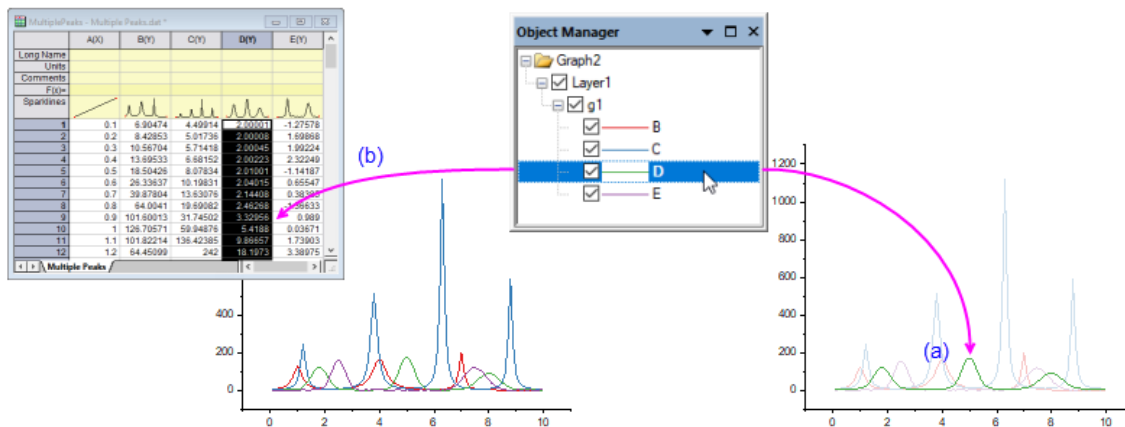 MultiplePeaks - Multiple Peaks.dat *
A(X) B(Y) C(Y) D(Y) E(Y)
Long Name
Units
Comments
F(x)=
Sparklines
1 0.1 6.90474 4.49914 2.00001 -1.27578
2 0.2 8.42853 5.01736 2.00008 1.69868
3 0.3 10.56704 5.71418 2.00045 1.99224
4 0.4 13.69533 6.68152 2.00223 2.32249
5 0.5 18.50426 8.07834 2.01001 -1.14187
6 0.6 26.33637 10.19831 2.04015 0.65547
7 0.7 39.87804 13.63076 2.14408
8 0.8 64.0041 19.69082 2.46268
9 0.9 101.60013 31.74502 3.32956 0.989
10 1 126.70571 59.94876 5.4188 0.03671
11 1.1 101.82214 136.42385 9.86657 1.73903
12 1.2 64.45099 242 18.1973 3.38975
Multiple Peaks
Object Manager
Graph2
Layer1
g1
B
C
D
E
(b)
(a)
400
200
0
0 2 4 6 8 10
1200
1000
800
600
400
200
0
0 2 4 6 8 10